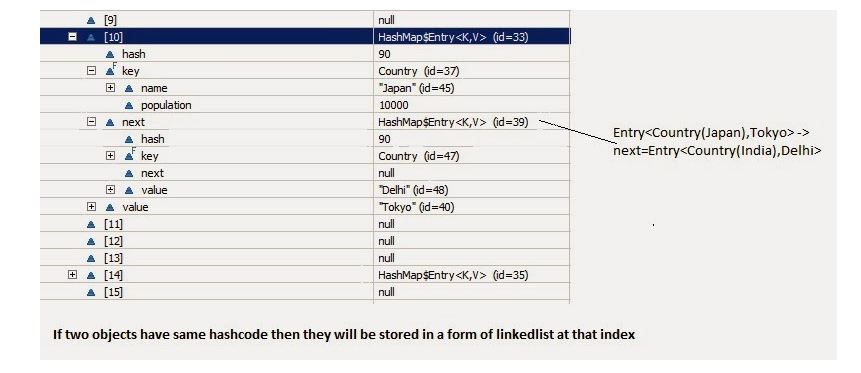 [9] null
[10] HashMap$Entry<K,V> (id=33)
hash 90
F key Country (id=37)
name "Japan" (id=45)
population 10000
next HashMap$Entry<K,V> (id=39)
hash 90
F key Country (id=47)
next null
value "Delhi" (id=48)
value "Tokyo" (id=40)
[11] null
[12] null
[13] null
[14] HashMap$Entry<K,V> (id=35)
[15] null
Entry<Country(Japan),Tokyo> ->
next=Entry<Country(India),Delhi>
If two objects have same hashcode then they will be stored in a form of linkedlist at that index